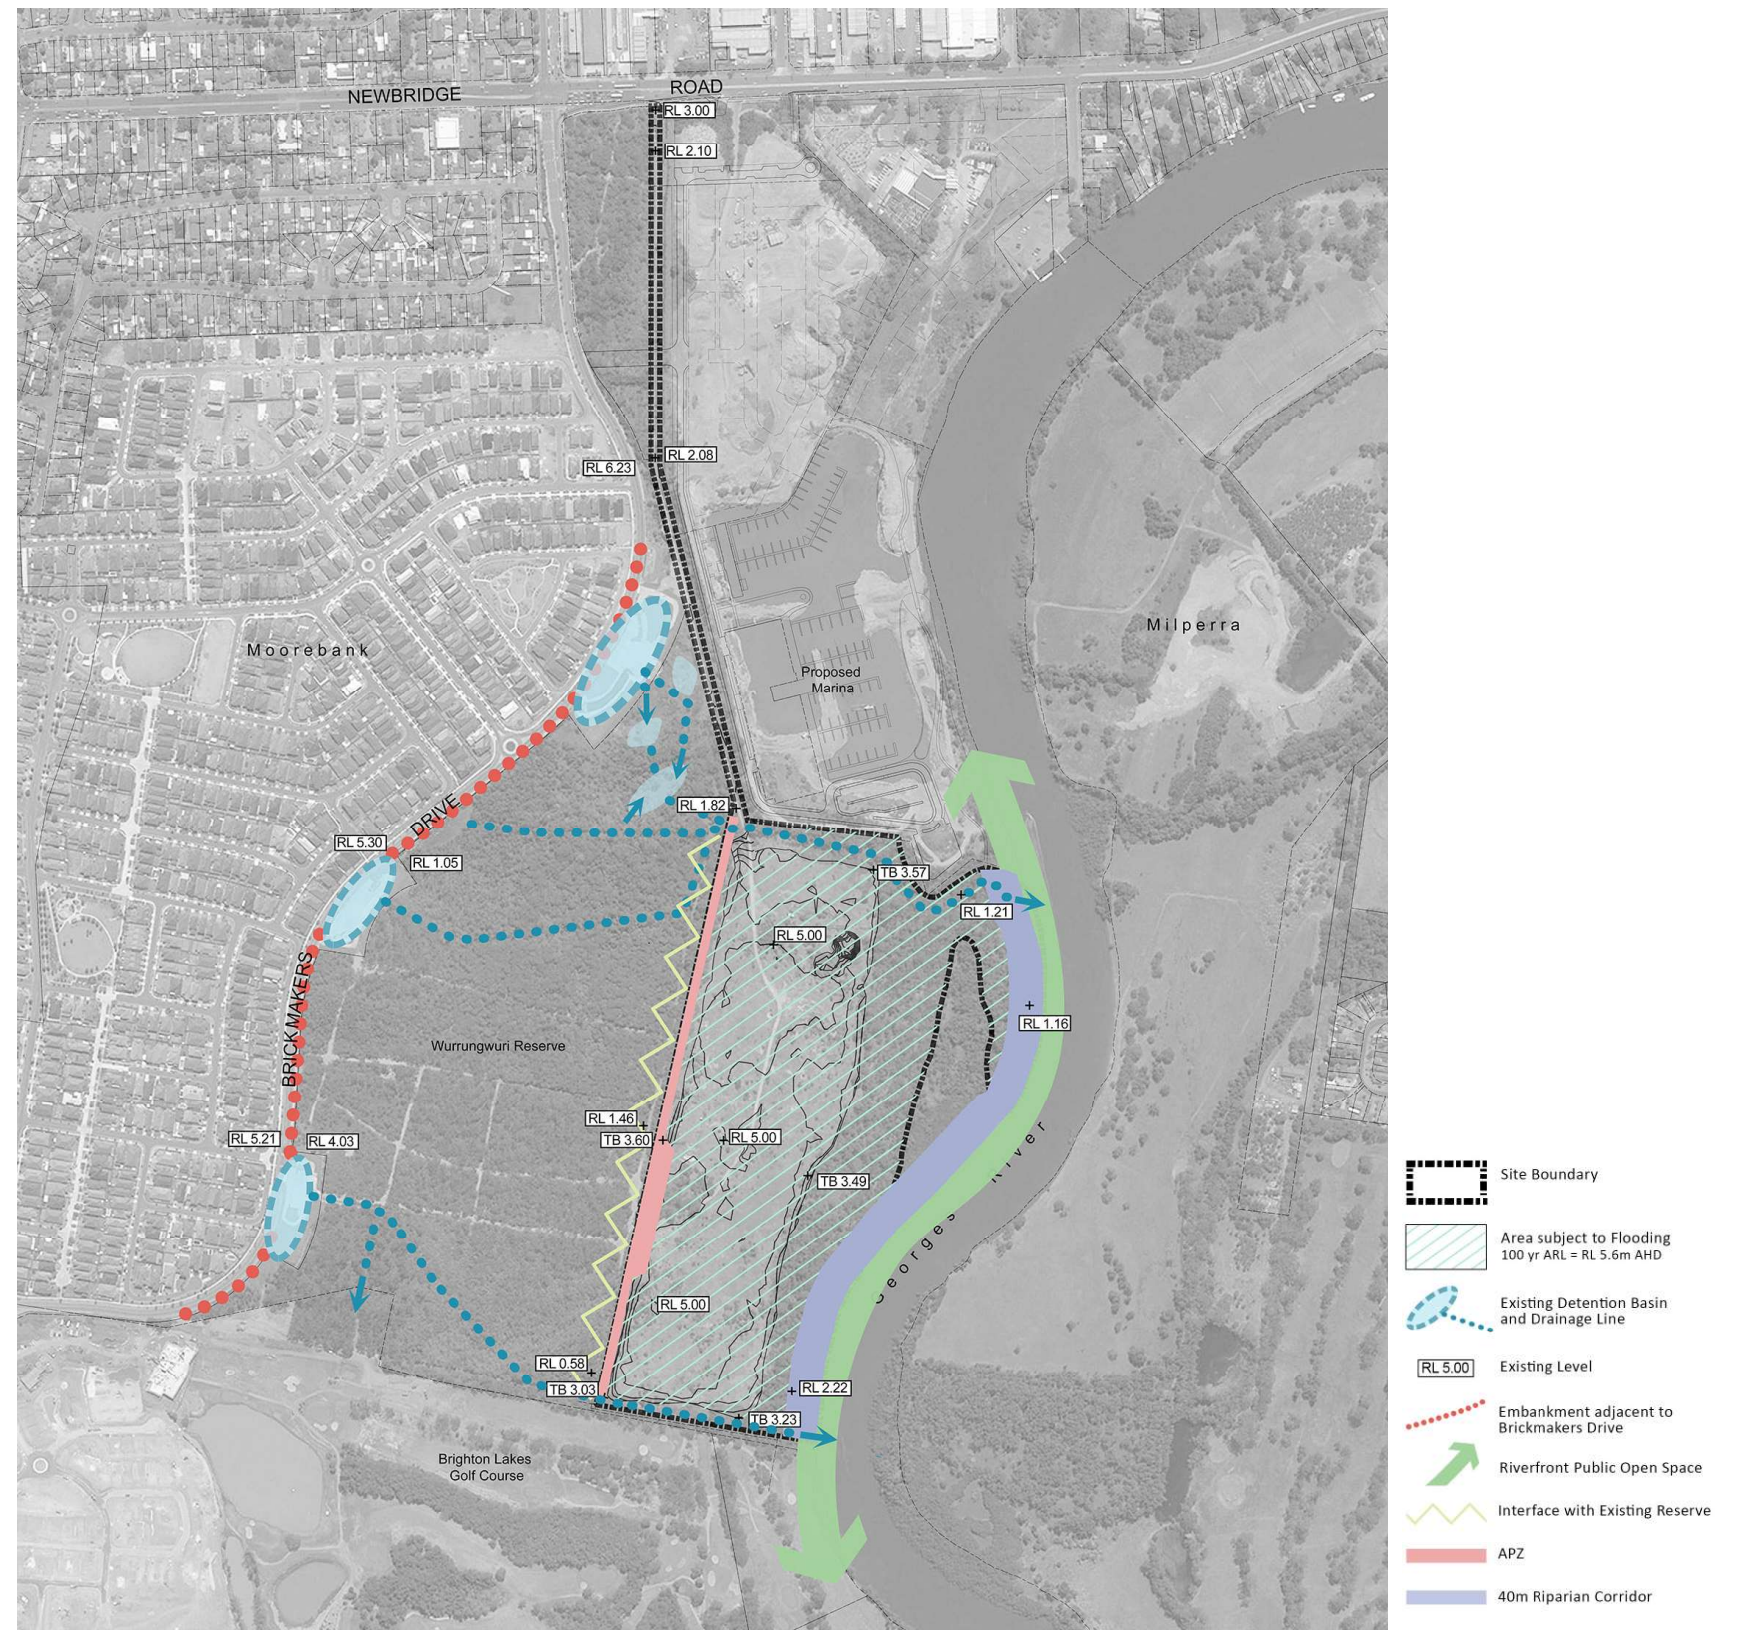 NEWBRIDGE ROAD
RL 3.00
RL 2.10
RL 2.08
RL 6.23
Milperra
Moorebank
Proposed
Marina
RL 1.82
DRIVE
RL 5.30
RL 1.05
TB 3.57
RL 1.21
RL 5.00
BRICKMAKERS
RL 1.16
Wurrungwuri Reserve
RL 1.46
TB 3.60
RL 5.00
RL 5.21
RL 4.03
TB 3.49
Georges River
RL 5.00
RL 0.58
TB 3.03
RL 2.22
TB 3.23
Brighton Lakes
Golf Course
Site Boundary
Area subject to Flooding
100 yr ARL = RL 5.6m AHD
Existing Detention Basin
and Drainage Line
RL 5.00
Existing Level
Embankment adjacent to
Brickmakers Drive
Riverfront Public Open Space
Interface with Existing Reserve
APZ
40m Riparian Corridor